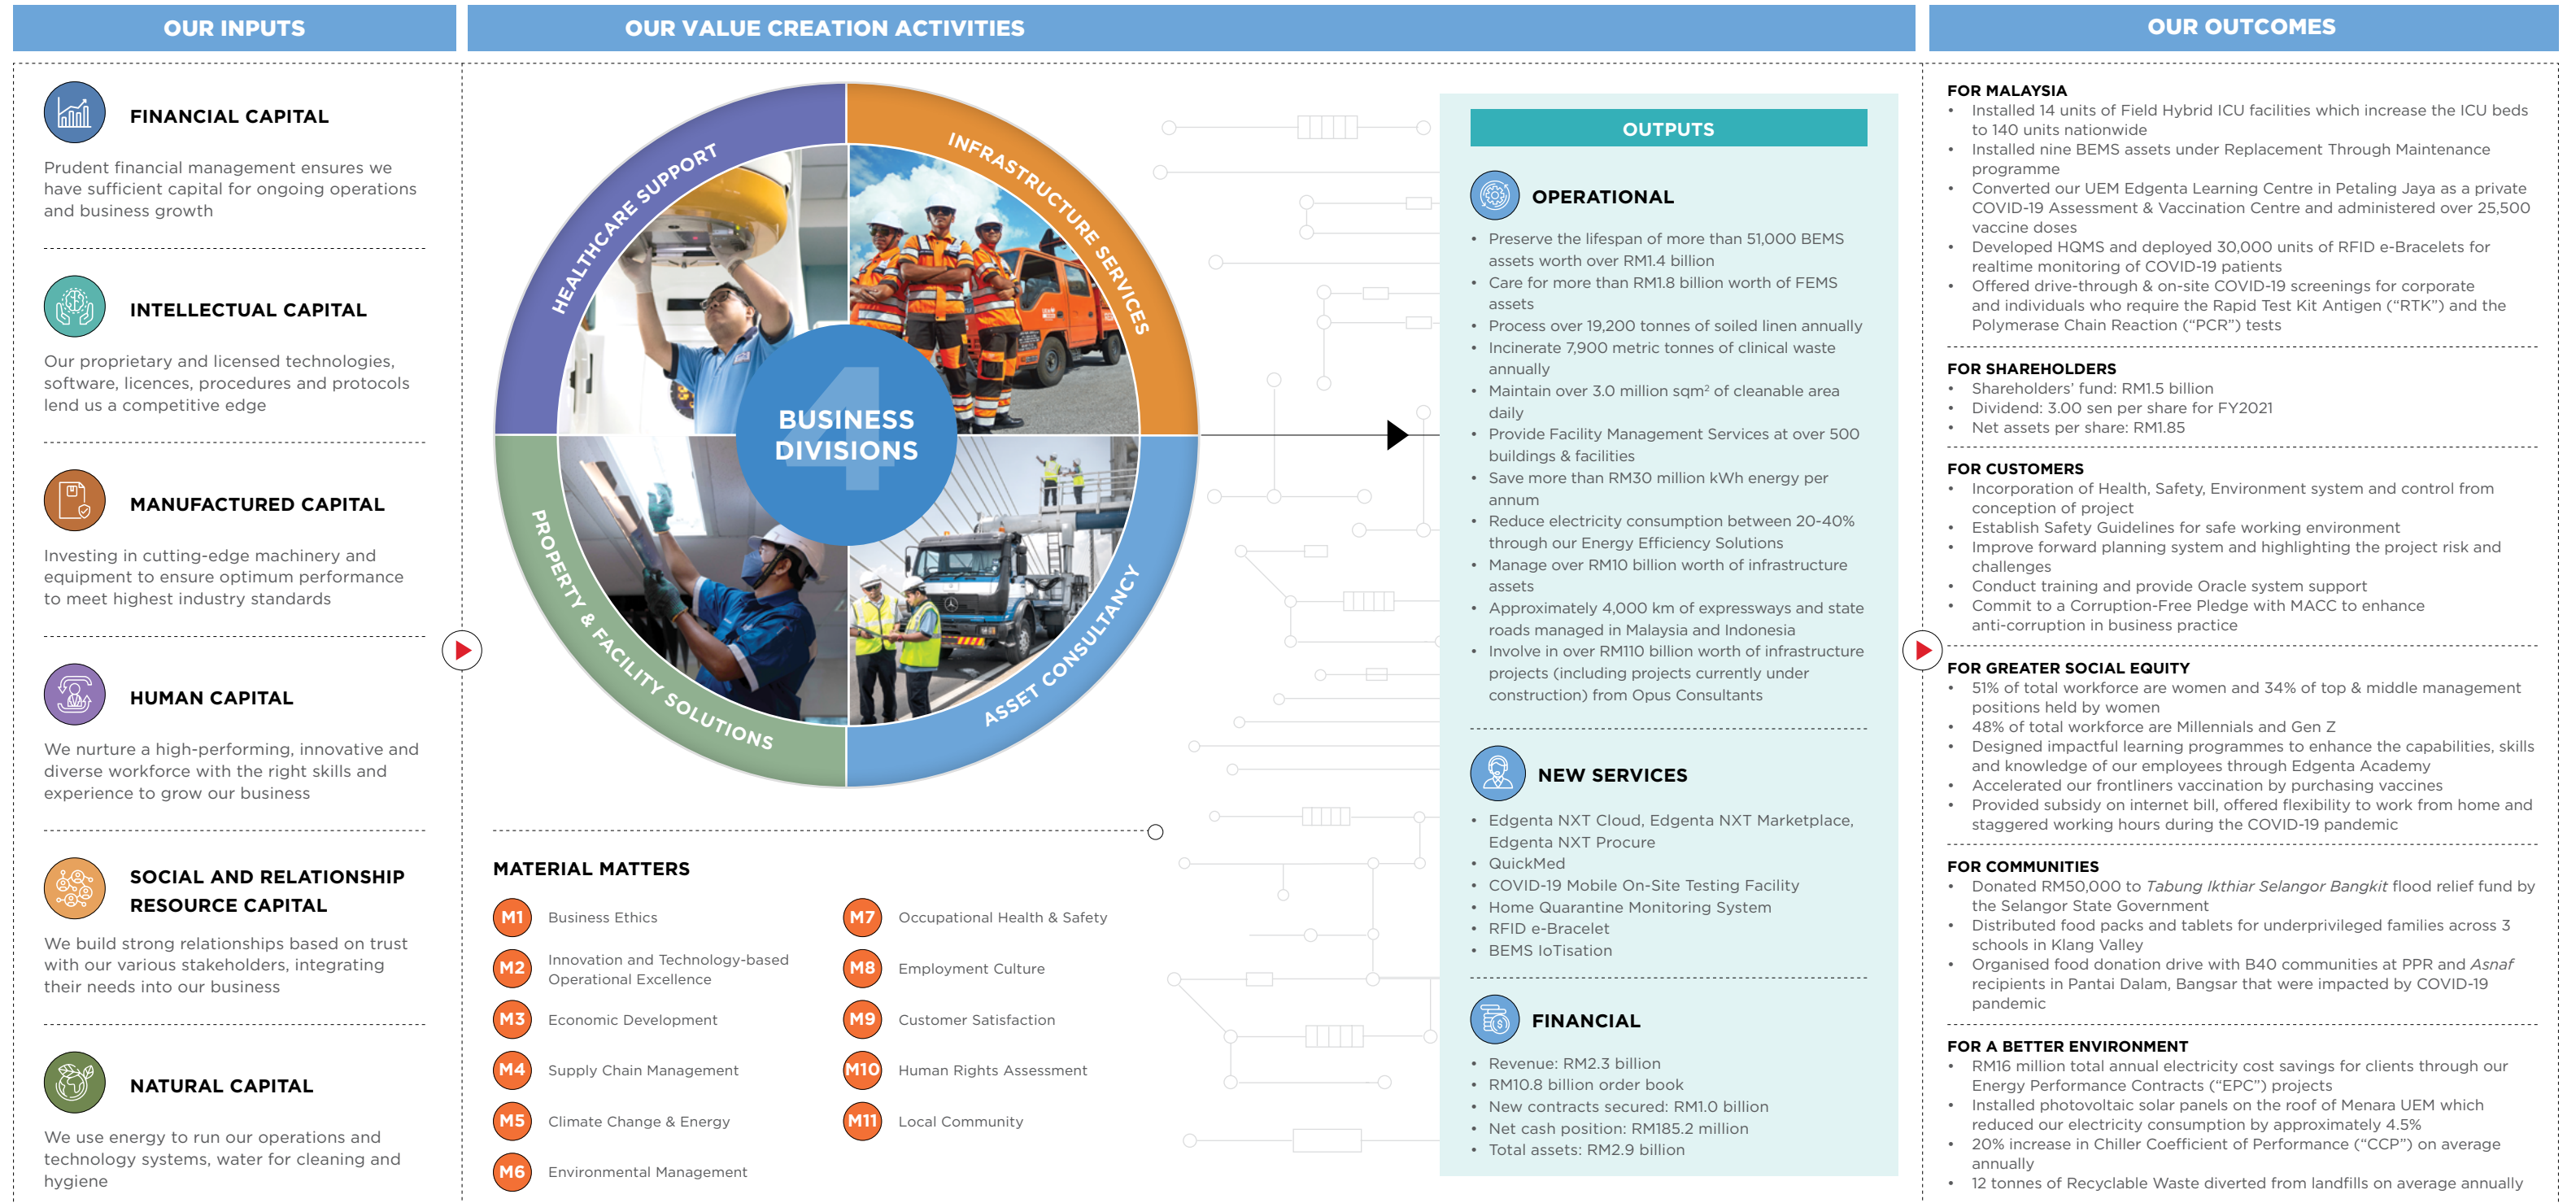 OUR INPUTS
FINANCIAL CAPITAL
Prudent financial management ensures we
have sufficient capital for ongoing operations
and business growth
INTELLECTUAL CAPITAL
Our proprietary and licensed technologies,
software, licences, procedures and protocols
lend us a competitive edge
MANUFACTURED CAPITAL
Investing in cutting-edge machinery and
equipment to ensure optimum performance
to meet highest industry standards
HUMAN CAPITAL
We nurture a high-performing, innovative and
diverse workforce with the right skills and
experience to grow our business
SOCIAL AND RELATIONSHIP
RESOURCE CAPITAL
We build strong relationships based on trust
with our various stakeholders, integrating
their needs into our business
NATURAL CAPITAL
We use energy to run our operations and
technology systems, water for cleaning and
hygiene
OUR VALUE CREATION ACTIVITIES
HEALTHCARE SUPPORT
INFRASTRUCTURE SERVICES
4
BUSINESS
DIVISIONS
PROPERTY & FACILITY SOLUTIONS
ASSET CONSULTANCY
MATERIAL MATTERS
M1 Business Ethics
M2 Innovation and Technology-based
Operational Excellence
M3 Economic Development
M4 Supply Chain Management
M5 Climate Change & Energy
M6 Environmental Management
M7 Occupational Health & Safety
M8 Employment Culture
M9 Customer Satisfaction
M10 Human Rights Assessment
M11 Local Community
OUTPUTS
OPERATIONAL
• Preserve the lifespan of more than 51,000 BEMS
assets worth over RM1.4 billion
• Care for more than RM1.8 billion worth of FEMS
assets
• Process over 19,200 tonnes of soiled linen annually
• Incinerate 7,900 metric tonnes of clinical waste
annually
• Maintain over 3.0 million sqm² of cleanable area
daily
• Provide Facility Management Services at over 500
buildings & facilities
• Save more than RM30 million kWh energy per
annum
• Reduce electricity consumption between 20-40%
through our Energy Efficiency Solutions
• Manage over RM10 billion worth of infrastructure
assets
• Approximately 4,000 km of expressways and state
roads managed in Malaysia and Indonesia
• Involve in over RM110 billion worth of infrastructure
projects (including projects currently under
construction) from Opus Consultants
NEW SERVICES
• Edgenta NXT Cloud, Edgenta NXT Marketplace,
Edgenta NXT Procure
• QuickMed
• COVID-19 Mobile On-Site Testing Facility
• Home Quarantine Monitoring System
• RFID e-Bracelet
• BEMS IoTisation
FINANCIAL
• Revenue: RM2.3 billion
• RM10.8 billion order book
• New contracts secured: RM1.0 billion
• Net cash position: RM185.2 million
• Total assets: RM2.9 billion
OUR OUTCOMES
FOR MALAYSIA
• Installed 14 units of Field Hybrid ICU facilities which increase the ICU beds
to 140 units nationwide
• Installed nine BEMS assets under Replacement Through Maintenance
programme
• Converted our UEM Edgenta Learning Centre in Petaling Jaya as a private
COVID-19 Assessment & Vaccination Centre and administered over 25,500
vaccine doses
• Developed HQMS and deployed 30,000 units of RFID e-Bracelets for
realtime monitoring of COVID-19 patients
• Offered drive-through & on-site COVID-19 screenings for corporate
and individuals who require the Rapid Test Kit Antigen (“RTK”) and the
Polymerase Chain Reaction (“PCR”) tests
FOR SHAREHOLDERS
• Shareholders’ fund: RM1.5 billion
• Dividend: 3.00 sen per share for FY2021
• Net assets per share: RM1.85
FOR CUSTOMERS
• Incorporation of Health, Safety, Environment system and control from
conception of project
• Establish Safety Guidelines for safe working environment
• Improve forward planning system and highlighting the project risk and
challenges
• Conduct training and provide Oracle system support
• Commit to a Corruption-Free Pledge with MACC to enhance
anti-corruption in business practice
FOR GREATER SOCIAL EQUITY
• 51% of total workforce are women and 34% of top & middle management
positions held by women
• 48% of total workforce are Millennials and Gen Z
• Designed impactful learning programmes to enhance the capabilities, skills
and knowledge of our employees through Edgenta Academy
• Accelerated our frontliners vaccination by purchasing vaccines
• Provided subsidy on internet bill, offered flexibility to work from home and
staggered working hours during the COVID-19 pandemic
FOR COMMUNITIES
• Donated RM50,000 to Tabung Ikthiar Selangor Bangkit flood relief fund by
the Selangor State Government
• Distributed food packs and tablets for underprivileged families across 3
schools in Klang Valley
• Organised food donation drive with B40 communities at PPR and Asnaf
recipients in Pantai Dalam, Bangsar that were impacted by COVID-19
pandemic
FOR A BETTER ENVIRONMENT
• RM16 million total annual electricity cost savings for clients through our
Energy Performance Contracts (“EPC”) projects
• Installed photovoltaic solar panels on the roof of Menara UEM which
reduced our electricity consumption by approximately 4.5%
• 20% increase in Chiller Coefficient of Performance (“CCP”) on average
annually
• 12 tonnes of Recyclable Waste diverted from landfills on average annually